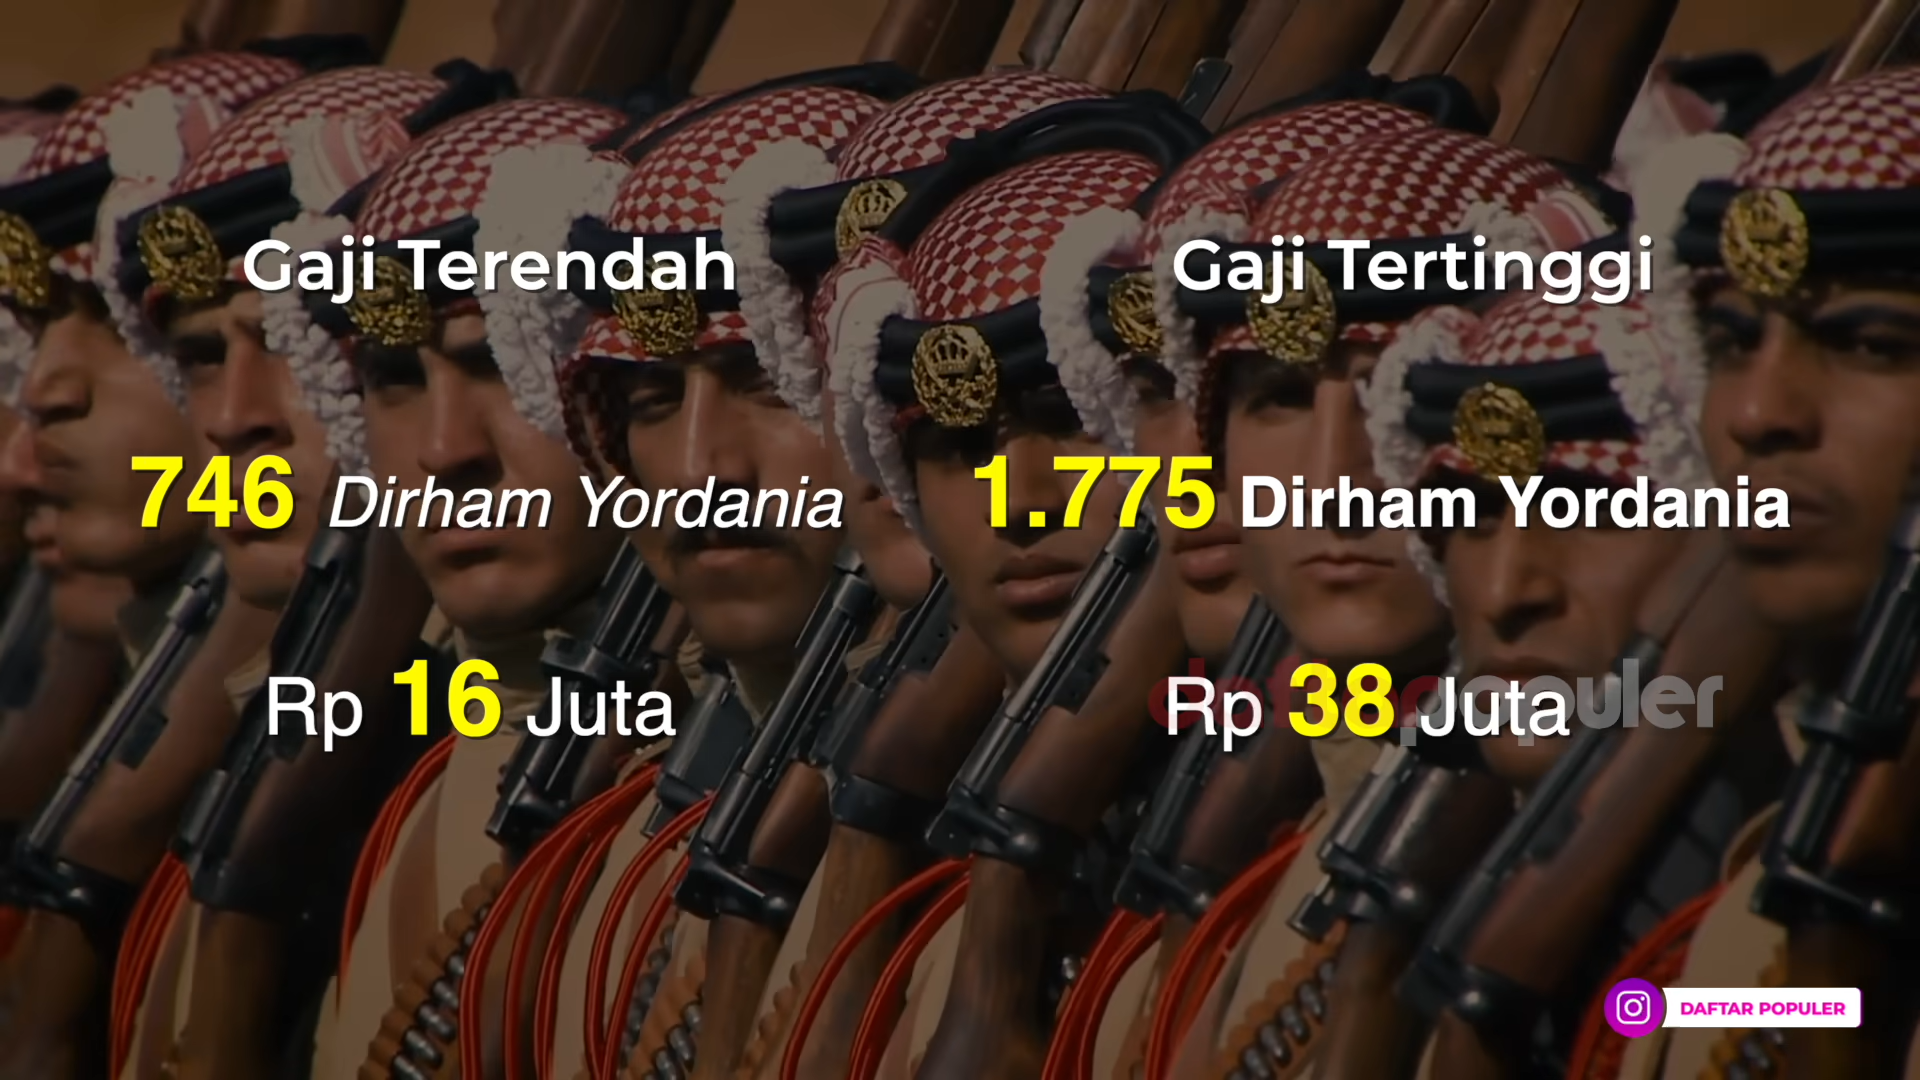 Gaji Terendah
746 Dirham Yordania
Rp 16 Juta
Gaji Tertinggi
1.775 Dirham Yordania
Rp 38 Juta
daftarpopuler
DAFTAR POPULER